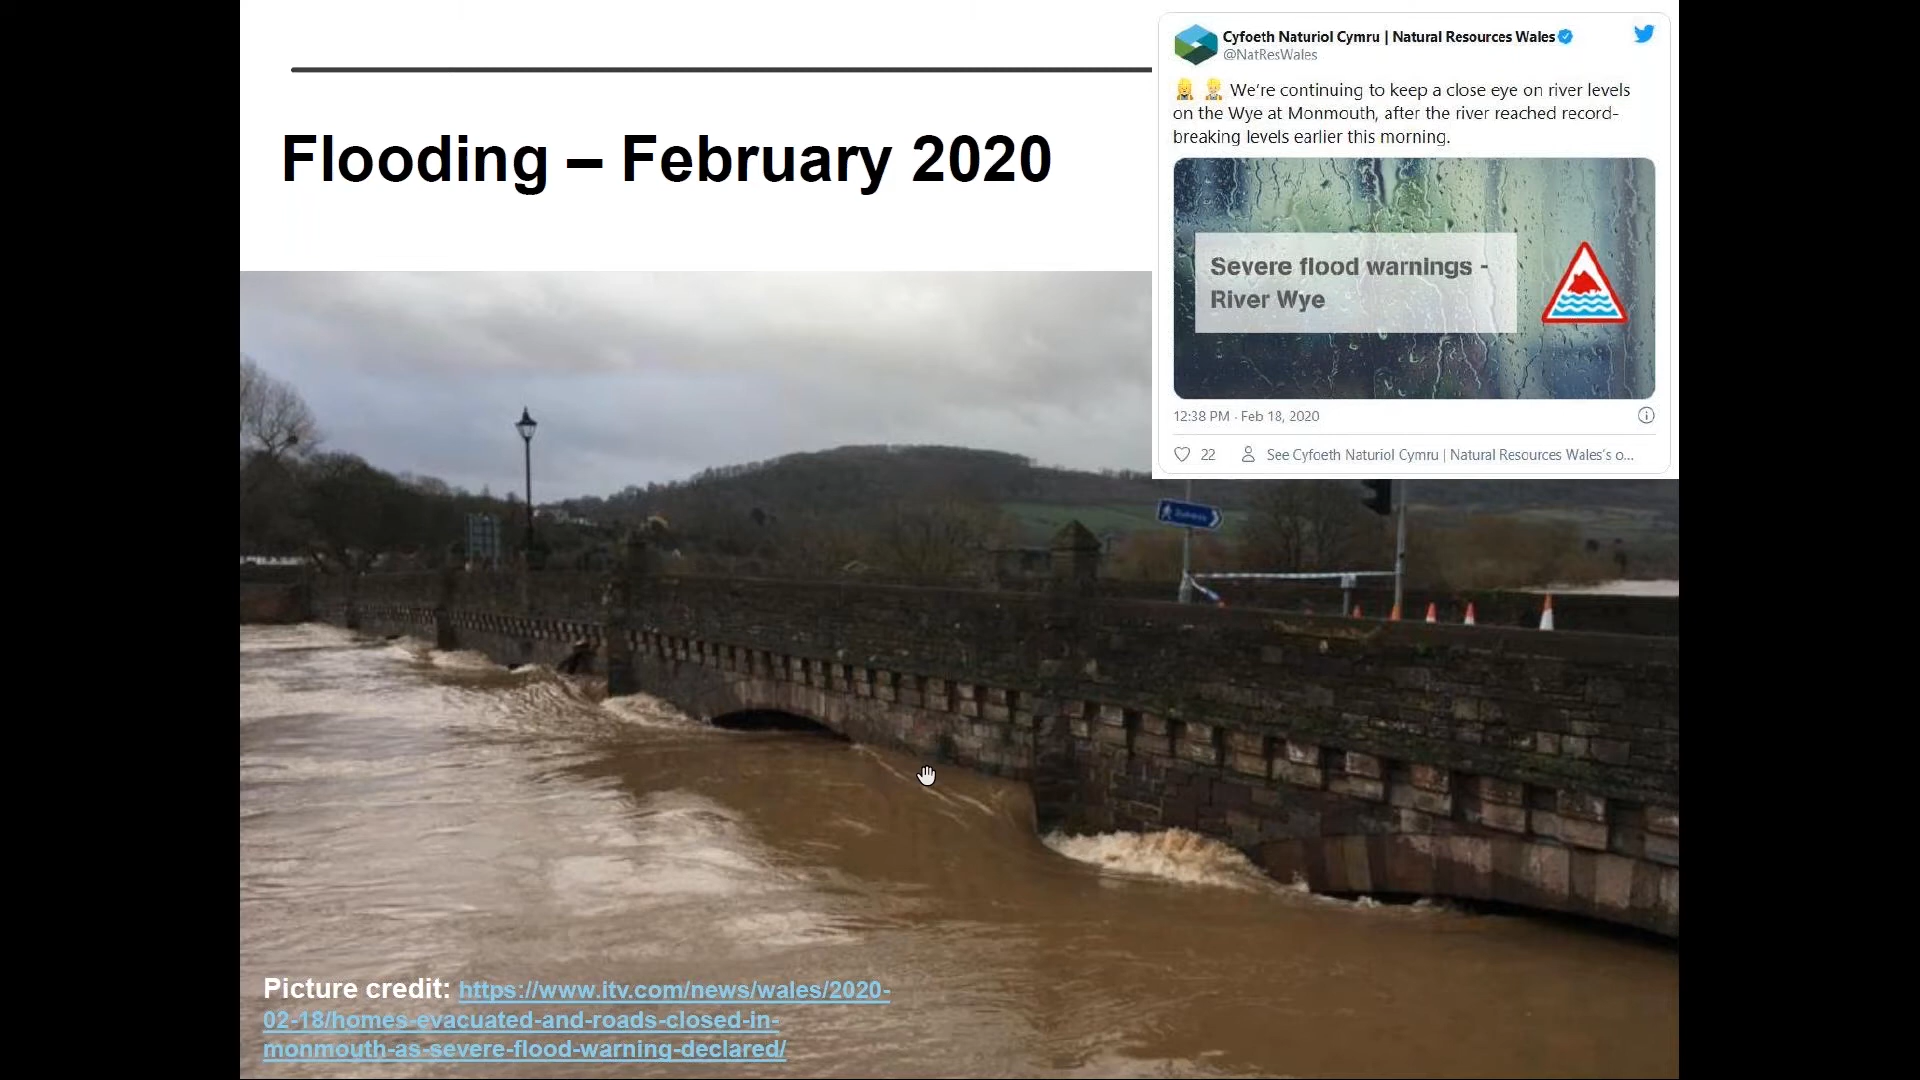 Flooding – February 2020
Cyfoeth Naturiol Cymru | Natural Resources Wales
@NatResWales
We're continuing to keep a close eye on river levels
on the Wye at Monmouth, after the river reached record-
breaking levels earlier this morning.
Severe flood warnings -
River Wye
12:38 PM · Feb 18, 2020
22
See Cyfoeth Naturiol Cymru | Natural Resources Wales's o...
Picture credit: https://www.itv.com/news/wales/2020-
02-18/homes-evacuated-and-roads-closed-in-
monmouth-as-severe-flood-warning-declared/